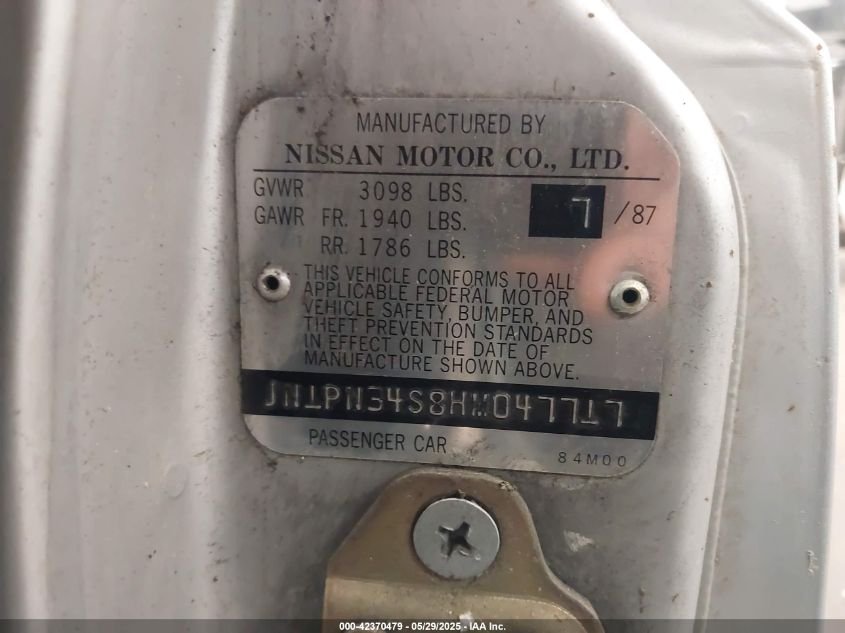 MANUFACTURED BY
NISSAN MOTOR CO., LTD.
GVWR 3098 LBS.
7 /87
GAWR FR. 1940 LBS.
RR. 1786 LBS.
THIS VEHICLE CONFORMS TO ALL
APPLICABLE FEDERAL MOTOR
VEHICLE SAFETY, BUMPER, AND
THEFT PREVENTION STANDARDS
IN EFFECT ON THE DATE OF
MANUFACTURE SHOWN ABOVE.
JN1PN34S8HM047717
PASSENGER CAR
84M00
000-42370479 - 05/29/2025 - IAA Inc.